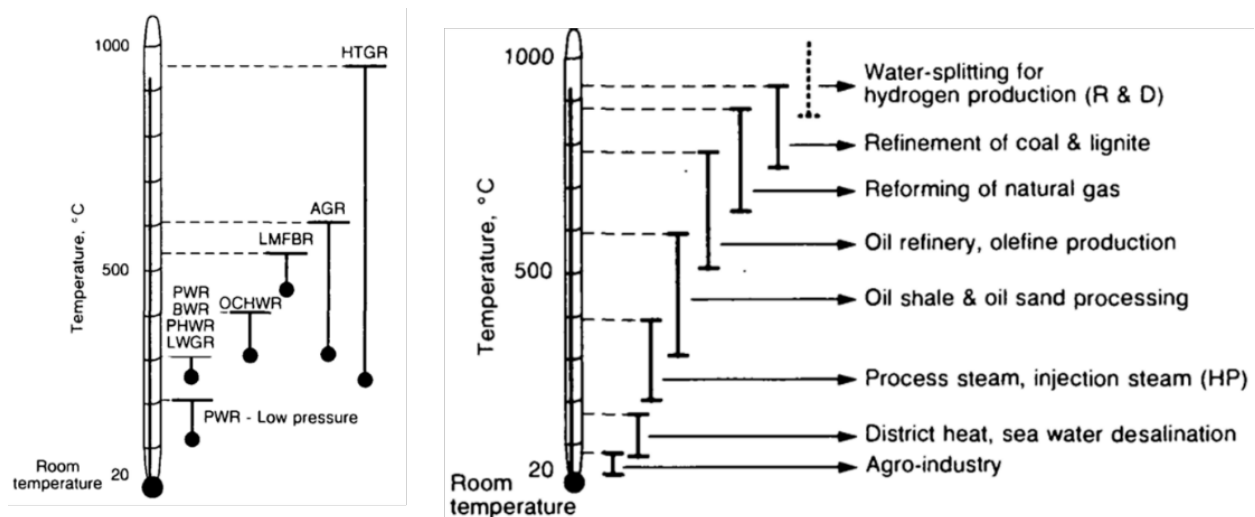 1000
HTGR
AGR
LMFBR
Temperature, °C
500
PWR
BWR
PHWR
LWGR
OCHWR
PWR - Low pressure
Room
temperature
20
1000
Water-splitting for
hydrogen production (R & D)
Refinement of coal & lignite
Reforming of natural gas
Oil refinery, olefine production
Temperature, °C
500
Oil shale & oil sand processing
Process steam, injection steam (HP)
District heat, sea water desalination
20
Agro-industry
Room
temperature